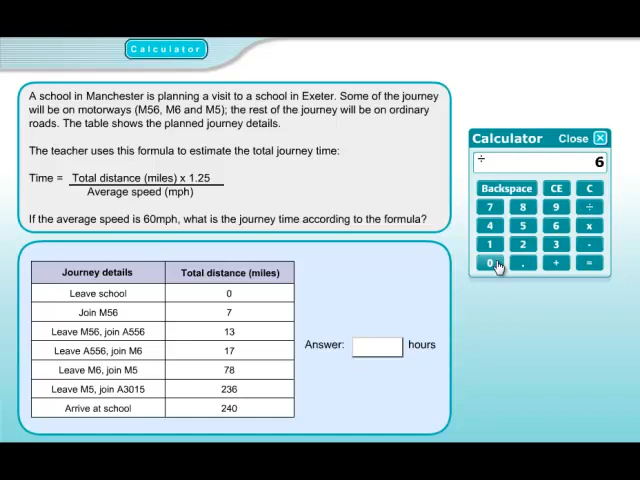 Calculator
A school in Manchester is planning a visit to a school in Exeter. Some of the journey
will be on motorways (M56, M6 and M5); the rest of the journey will be on ordinary
roads. The table shows the planned journey details.
The teacher uses this formula to estimate the total journey time:
Time = Total distance (miles) x 1.25
Average speed (mph)
If the average speed is 60mph, what is the journey time according to the formula?
Calculator Close X
÷ 6
Backspace CE C
7 8 9 ÷
4 5 6 x
1 2 3 -
0 . + =
Journey details Total distance (miles)
Leave school 0
Join M56 7
Leave M56, join A556 13
Leave A556, join M6 17
Leave M6, join M5 78
Leave M5, join A3015 236
Arrive at school 240
Answer: hours